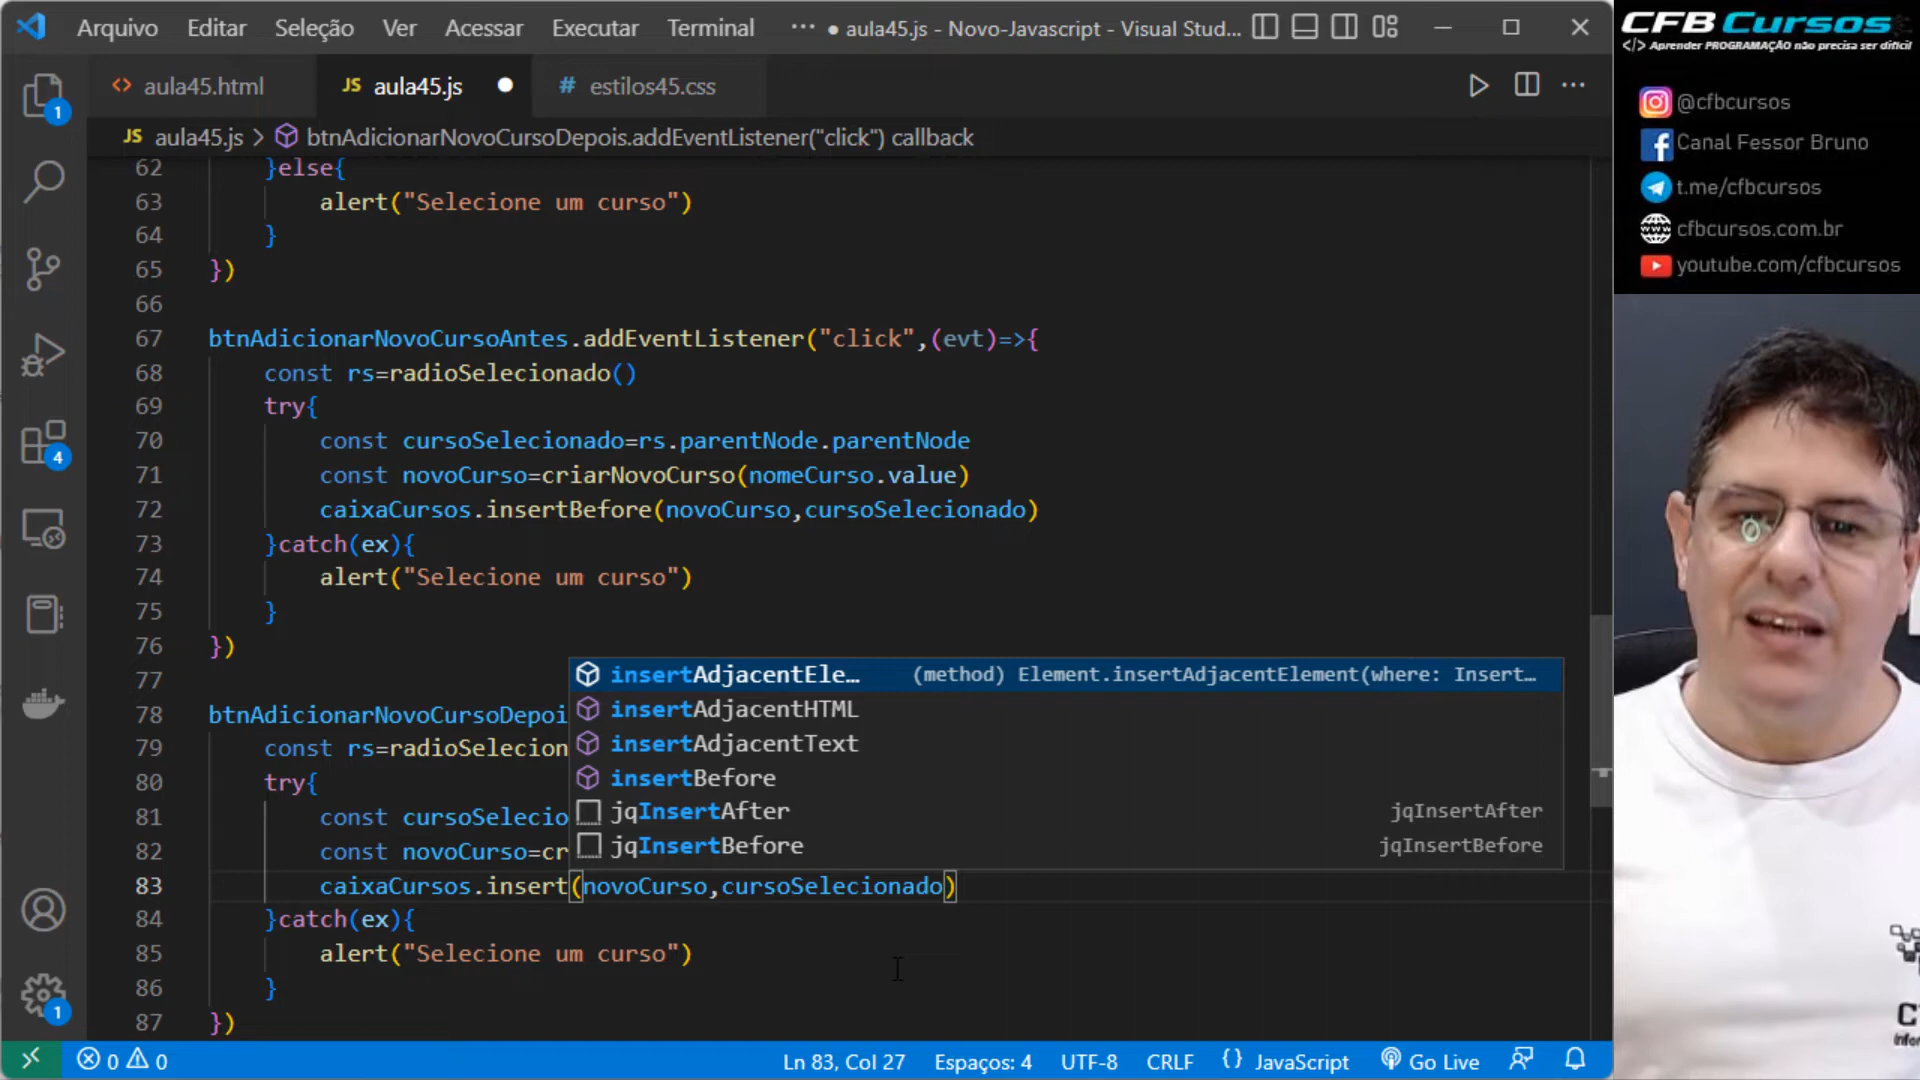 Arquivo Editar Seleção Ver Acessar Executar Terminal ··· ● aula45.js - Novo-Javascript - Visual Stud...
<> aula45.html JS aula45.js ● # estilos45.css ···
JS aula45.js > btnAdicionarNovoCursoDepois.addEventListener("click") callback
62 }else{
63 alert("Selecione um curso")
64 }
65 })
66
67 btnAdicionarNovoCursoAntes.addEventListener("click",(evt)=>{
68 const rs=radioSelecionado()
69 try{
70 const cursoSelecionado=rs.parentNode.parentNode
71 const novoCurso=criarNovoCurso(nomeCurso.value)
72 caixaCursos.insertBefore(novoCurso,cursoSelecionado)
73 }catch(ex){
74 alert("Selecione um curso")
75 }
76 })
77
78 btnAdicionarNovoCursoDepois
79 const rs=radioSelecion
80 try{
81 const cursoSelecio
82 const novoCurso=cr
83 caixaCursos.insert(novoCurso,cursoSelecionado)
84 }catch(ex){
85 alert("Selecione um curso")
86 }
87 })
insertAdjacentEle… (method) Element.insertAdjacentElement(where: Insert…
insertAdjacentHTML
insertAdjacentText
insertBefore
jqInsertAfter jqInsertAfter
jqInsertBefore jqInsertBefore
1
4
1
0 0 Ln 83, Col 27 Espaços: 4 UTF-8 CRLF {} JavaScript Go Live
CFB Cursos
</> Aprender PROGRAMAÇÃO não precisa ser difícil
@cfbcursos
Canal Fessor Bruno
t.me/cfbcursos
cfbcursos.com.br
youtube.com/cfbcursos